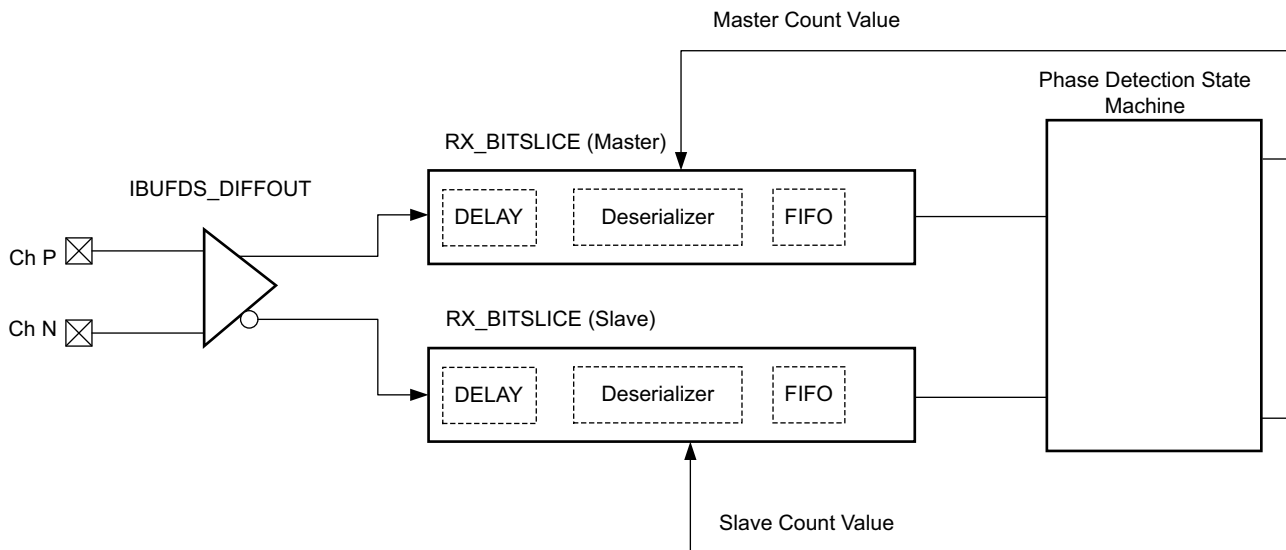 Master Count Value
Phase Detection State
Machine
RX_BITSLICE (Master)
IBUFDS_DIFFOUT
DELAY
Deserializer
FIFO
Ch P
Ch N
RX_BITSLICE (Slave)
DELAY
Deserializer
FIFO
Slave Count Value